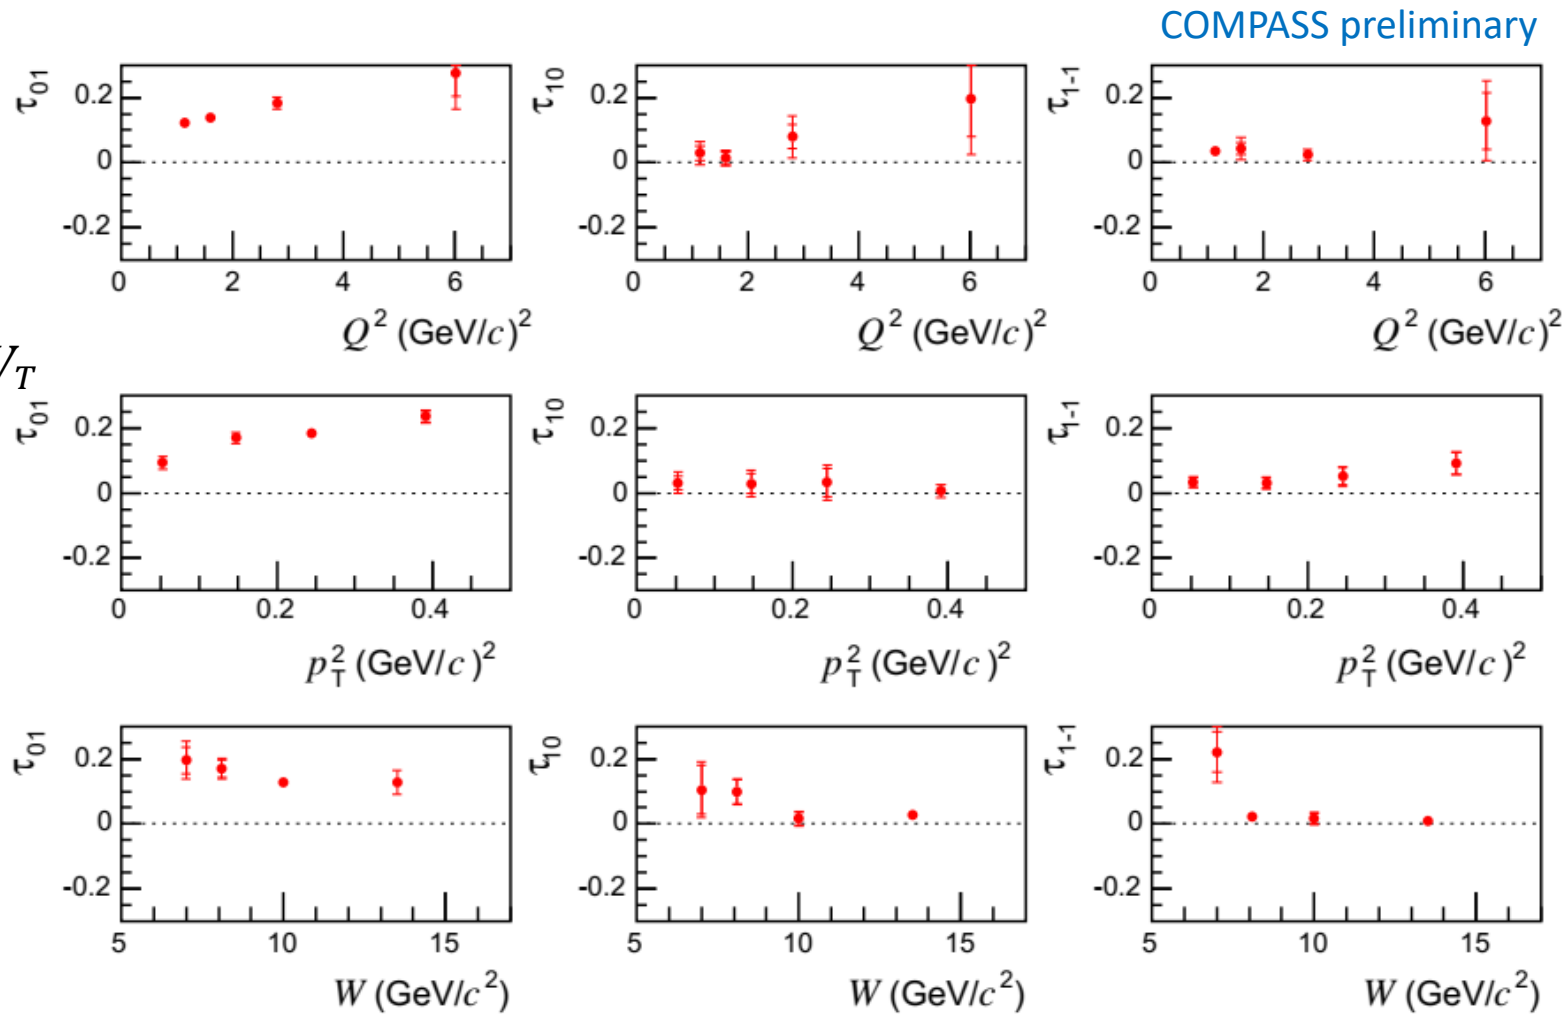 COMPASS preliminary
τ01 0.2 0 -0.2 0 2 4 6 Q² (GeV/c)²
τ10 0.2 0 -0.2 0 2 4 6 Q² (GeV/c)²
τ1-1 0.2 0 -0.2 0 2 4 6 Q² (GeV/c)²
T
τ01 0.2 0 -0.2 0 0.2 0.4 p²T (GeV/c)²
τ10 0.2 0 -0.2 0 0.2 0.4 p²T (GeV/c)²
τ1-1 0.2 0 -0.2 0 0.2 0.4 p²T (GeV/c)²
τ01 0.2 0 -0.2 5 10 15 W (GeV/c²)
τ10 0.2 0 -0.2 5 10 15 W (GeV/c²)
τ1-1 0.2 0 -0.2 5 10 15 W (GeV/c²)